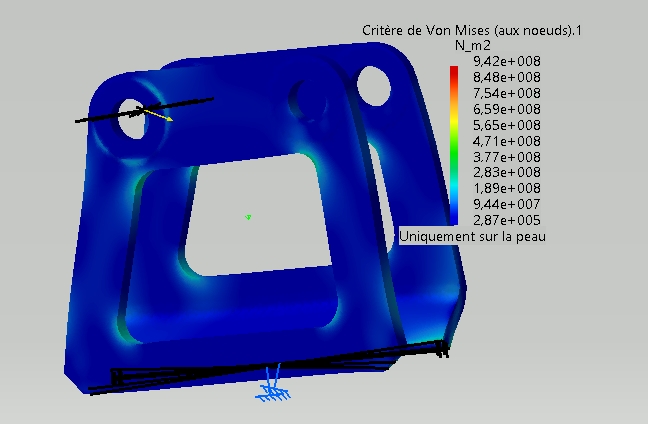 Critère de Von Mises (aux noeuds).1
N_m2
9,42e+008
8,48e+008
7,54e+008
6,59e+008
5,65e+008
4,71e+008
3,77e+008
2,83e+008
1,89e+008
9,44e+007
2,87e+005
Uniquement sur la peau